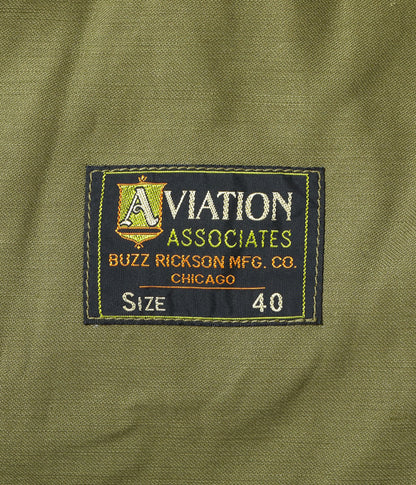 AVIATION
ASSOCIATES
BUZZ RICKSON MFG. CO.
CHICAGO
SIZE 40